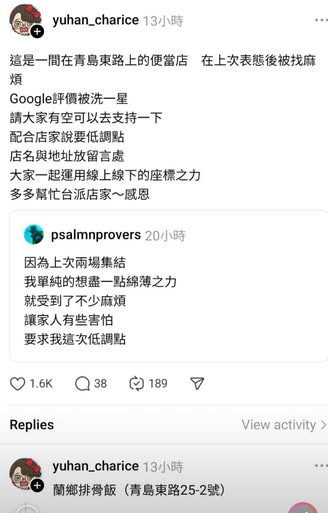 yuhan_charice 13小時
這是一間在青島東路上的便當店 在上次表態後被找麻
煩
Google評價被洗一星
請大家有空可以去支持一下
配合店家說要低調點
店名與地址放留言處
大家一起運用線上線下的座標之力
多多幫忙台派店家～感恩
psalmnprovers 20小時
因為上次兩場集結
我單純的想盡一點綿薄之力
就受到了不少麻煩
讓家人有些害怕
要求我這次低調點
1.6K 38 189
Replies View activity
yuhan_charice 13小時
蘭鄉排骨飯（青島東路25-2號）